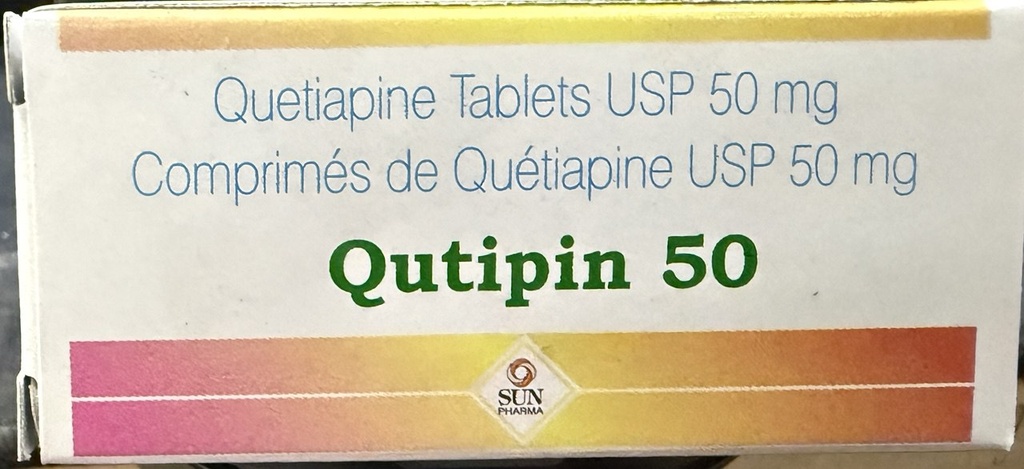 Quetiapine Tablets USP 50 mg
Comprimés de Quétiapine USP 50 mg
Qutipin 50
SUN
PHARMA